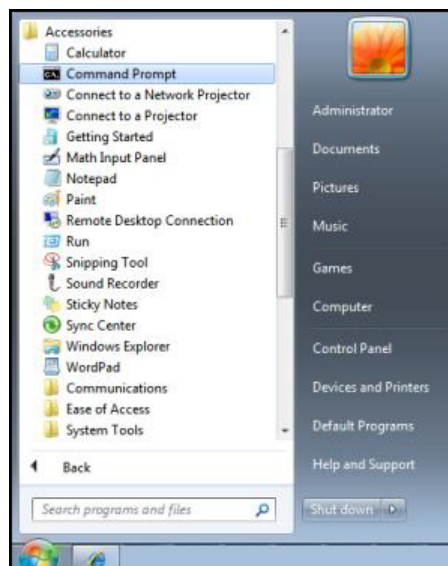 Accessories
Calculator
Command Prompt
Connect to a Network Projector
Connect to a Projector
Getting Started
Math Input Panel
Notepad
Paint
Remote Desktop Connection
Run
Snipping Tool
Sound Recorder
Sticky Notes
Sync Center
Windows Explorer
WordPad
Communications
Ease of Access
System Tools
Back
Search programs and files
Administrator
Documents
Pictures
Music
Games
Computer
Control Panel
Devices and Printers
Default Programs
Help and Support
Shut down